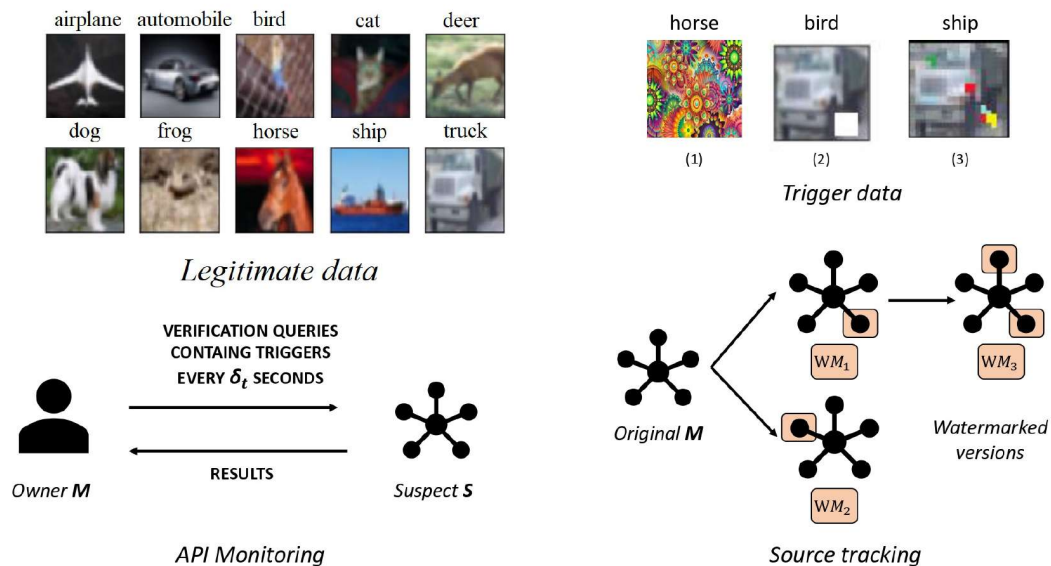 airplane automobile bird cat deer
dog frog horse ship truck
Legitimate data
horse bird ship
(1) (2) (3)
Trigger data
VERIFICATION QUERIES
CONTAING TRIGGERS
EVERY δt SECONDS
RESULTS
Owner M
Suspect S
API Monitoring
Original M
WM1
WM2
WM3
Watermarked
versions
Source tracking